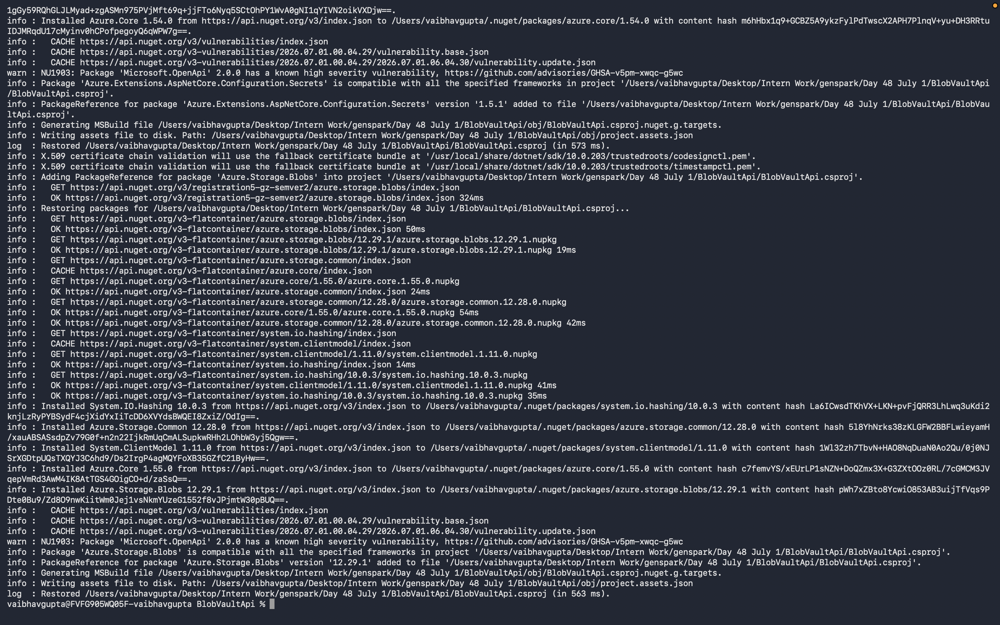 1gGy59RQhGLJLMyad+zgASMn975PVjMft69q+jjFTo6Nyq5SCtOhPY1WvA0gNI1qYIVN2oikVXDjw==.
info : Installed Azure.Core 1.54.0 from https://api.nuget.org/v3/index.json to /Users/vaibhavgupta/.nuget/packages/azure.core/1.54.0 with content hash m6hHbx1q9+GCBZ5A9ykzFylPdTwscX2APH7PlnqV+yu+DH3RRtu
IDJMRqdU17cMyinv0hCPofpegoyQ6qWPW7g==.
info :   CACHE https://api.nuget.org/v3/vulnerabilities/index.json
info :   CACHE https://api.nuget.org/v3-vulnerabilities/2026.07.01.00.04.29/vulnerability.base.json
info :   CACHE https://api.nuget.org/v3-vulnerabilities/2026.07.01.00.04.29/2026.07.01.06.04.30/vulnerability.update.json
warn : NU1903: Package 'Microsoft.OpenApi' 2.0.0 has a known high severity vulnerability, https://github.com/advisories/GHSA-v5pm-xwqc-g5wc
info : Package 'Azure.Extensions.AspNetCore.Configuration.Secrets' is compatible with all the specified frameworks in project '/Users/vaibhavgupta/Desktop/Intern Work/genspark/Day 48 July 1/BlobVaultApi
/BlobVaultApi.csproj'.
info : PackageReference for package 'Azure.Extensions.AspNetCore.Configuration.Secrets' version '1.5.1' added to file '/Users/vaibhavgupta/Desktop/Intern Work/genspark/Day 48 July 1/BlobVaultApi/BlobVau
ltApi.csproj'.
info : Generating MSBuild file /Users/vaibhavgupta/Desktop/Intern Work/genspark/Day 48 July 1/BlobVaultApi/obj/BlobVaultApi.csproj.nuget.g.targets.
info : Writing assets file to disk. Path: /Users/vaibhavgupta/Desktop/Intern Work/genspark/Day 48 July 1/BlobVaultApi/obj/project.assets.json
log  : Restored /Users/vaibhavgupta/Desktop/Intern Work/genspark/Day 48 July 1/BlobVaultApi/BlobVaultApi.csproj (in 573 ms).
info : X.509 certificate chain validation will use the fallback certificate bundle at '/usr/local/share/dotnet/sdk/10.0.203/trustedroots/codesignctl.pem'.
info : X.509 certificate chain validation will use the fallback certificate bundle at '/usr/local/share/dotnet/sdk/10.0.203/trustedroots/timestampctl.pem'.
info : Adding PackageReference for package 'Azure.Storage.Blobs' into project '/Users/vaibhavgupta/Desktop/Intern Work/genspark/Day 48 July 1/BlobVaultApi/BlobVaultApi.csproj'.
info :   GET https://api.nuget.org/v3/registration5-gz-semver2/azure.storage.blobs/index.json
info :   OK https://api.nuget.org/v3/registration5-gz-semver2/azure.storage.blobs/index.json 324ms
info : Restoring packages for /Users/vaibhavgupta/Desktop/Intern Work/genspark/Day 48 July 1/BlobVaultApi/BlobVaultApi.csproj...
info :   GET https://api.nuget.org/v3-flatcontainer/azure.storage.blobs/index.json
info :   OK https://api.nuget.org/v3-flatcontainer/azure.storage.blobs/index.json 50ms
info :   GET https://api.nuget.org/v3-flatcontainer/azure.storage.blobs/12.29.1/azure.storage.blobs.12.29.1.nupkg
info :   OK https://api.nuget.org/v3-flatcontainer/azure.storage.blobs/12.29.1/azure.storage.blobs.12.29.1.nupkg 19ms
info :   GET https://api.nuget.org/v3-flatcontainer/azure.storage.common/index.json
info :   CACHE https://api.nuget.org/v3-flatcontainer/azure.core/index.json
info :   GET https://api.nuget.org/v3-flatcontainer/azure.core/1.55.0/azure.core.1.55.0.nupkg
info :   OK https://api.nuget.org/v3-flatcontainer/azure.storage.common/index.json 24ms
info :   GET https://api.nuget.org/v3-flatcontainer/azure.storage.common/12.28.0/azure.storage.common.12.28.0.nupkg
info :   OK https://api.nuget.org/v3-flatcontainer/azure.core/1.55.0/azure.core.1.55.0.nupkg 54ms
info :   OK https://api.nuget.org/v3-flatcontainer/azure.storage.common/12.28.0/azure.storage.common.12.28.0.nupkg 42ms
info :   GET https://api.nuget.org/v3-flatcontainer/system.io.hashing/index.json
info :   CACHE https://api.nuget.org/v3-flatcontainer/system.clientmodel/index.json
info :   GET https://api.nuget.org/v3-flatcontainer/system.clientmodel/1.11.0/system.clientmodel.1.11.0.nupkg
info :   OK https://api.nuget.org/v3-flatcontainer/system.io.hashing/index.json 14ms
info :   GET https://api.nuget.org/v3-flatcontainer/system.io.hashing/10.0.3/system.io.hashing.10.0.3.nupkg
info :   OK https://api.nuget.org/v3-flatcontainer/system.clientmodel/1.11.0/system.clientmodel.1.11.0.nupkg 41ms
info :   OK https://api.nuget.org/v3-flatcontainer/system.io.hashing/10.0.3/system.io.hashing.10.0.3.nupkg 35ms
info : Installed System.IO.Hashing 10.0.3 from https://api.nuget.org/v3/index.json to /Users/vaibhavgupta/.nuget/packages/system.io.hashing/10.0.3 with content hash La6ICwsdTKhVX+LKN+pvFjQRR3LhLwq3uKdi2
knjLzRyPYBSydF4cjXidYxIiTcDD6XVYdsBWQEI8ZxiZ/OdIg==.
info : Installed Azure.Storage.Common 12.28.0 from https://api.nuget.org/v3/index.json to /Users/vaibhavgupta/.nuget/packages/azure.storage.common/12.28.0 with content hash 5l8YhNrks38zKLGFW2BBFLwieyamH
/xauABSASsdpZv79G0f+n2n22IjkRmUqCmALSupkwRHh2LOhbW3yj5Qgw==.
info : Installed System.ClientModel 1.11.0 from https://api.nuget.org/v3/index.json to /Users/vaibhavgupta/.nuget/packages/system.clientmodel/1.11.0 with content hash 1Wl32zh7TbvN+HAO8NqDuaN0Ao2Qu/0j0NJ
SrXGDtpUQsTXQYJ3C6hd9/Ds2IrgP4agMQYFoXB35GZfC21ByHw==.
info : Installed Azure.Core 1.55.0 from https://api.nuget.org/v3/index.json to /Users/vaibhavgupta/.nuget/packages/azure.core/1.55.0 with content hash c7femvYS/xEUrLP1sNZN+DoQZmx3X+G3ZXtOOz0RL/7cGMCM3JV
qepVmRd3AwM4IK8AtTGS4GOigCO+d/zaSsQ==.
info : Installed Azure.Storage.Blobs 12.29.1 from https://api.nuget.org/v3/index.json to /Users/vaibhavgupta/.nuget/packages/azure.storage.blobs/12.29.1 with content hash pWh7xZBto8YcwiO853AB3uijTfVqs9P
Dte0Bu9/Zd8O9nwKiitWm0Jej1vsNkmYUzeG1552f8vJPjmtW30pBUQ==.
info :   CACHE https://api.nuget.org/v3/vulnerabilities/index.json
info :   CACHE https://api.nuget.org/v3-vulnerabilities/2026.07.01.00.04.29/vulnerability.base.json
info :   CACHE https://api.nuget.org/v3-vulnerabilities/2026.07.01.00.04.29/2026.07.01.06.04.30/vulnerability.update.json
warn : NU1903: Package 'Microsoft.OpenApi' 2.0.0 has a known high severity vulnerability, https://github.com/advisories/GHSA-v5pm-xwqc-g5wc
info : Package 'Azure.Storage.Blobs' is compatible with all the specified frameworks in project '/Users/vaibhavgupta/Desktop/Intern Work/genspark/Day 48 July 1/BlobVaultApi/BlobVaultApi.csproj'.
info : PackageReference for package 'Azure.Storage.Blobs' version '12.29.1' added to file '/Users/vaibhavgupta/Desktop/Intern Work/genspark/Day 48 July 1/BlobVaultApi/BlobVaultApi.csproj'.
info : Generating MSBuild file /Users/vaibhavgupta/Desktop/Intern Work/genspark/Day 48 July 1/BlobVaultApi/obj/BlobVaultApi.csproj.nuget.g.targets.
info : Writing assets file to disk. Path: /Users/vaibhavgupta/Desktop/Intern Work/genspark/Day 48 July 1/BlobVaultApi/obj/project.assets.json
log  : Restored /Users/vaibhavgupta/Desktop/Intern Work/genspark/Day 48 July 1/BlobVaultApi/BlobVaultApi.csproj (in 563 ms).
vaibhavgupta@FVFG905WQ05F-vaibhavgupta BlobVaultApi %